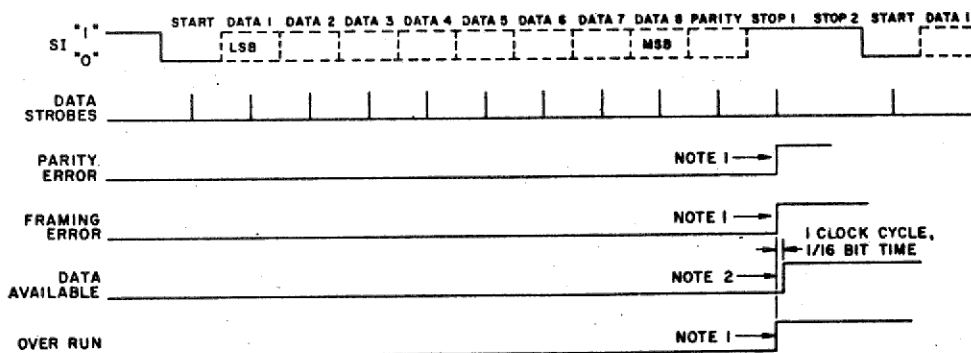 START DATA 1 DATA 2 DATA 3 DATA 4 DATA 5 DATA 6 DATA 7 DATA 8 PARITY STOP 1 STOP 2 START DATA 1
SI "1"
"0"
LSB
MSB
DATA
STROBES
PARITY
ERROR
NOTE 1
FRAMING
ERROR
NOTE 1
1 CLOCK CYCLE,
1/16 BIT TIME
DATA
AVAILABLE
NOTE 2
OVER RUN
NOTE 1